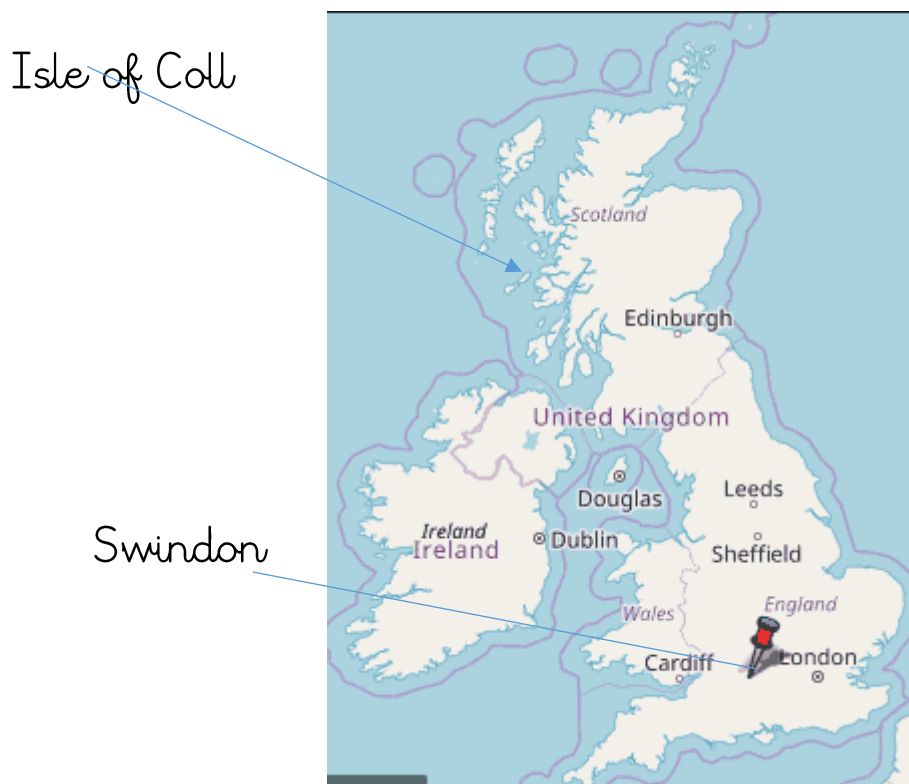 Isle of Coll
Scotland
Edinburgh
United Kingdom
Douglas
Leeds
Swindon
Ireland
Ireland
Dublin
Sheffield
Wales
England
Cardiff
London